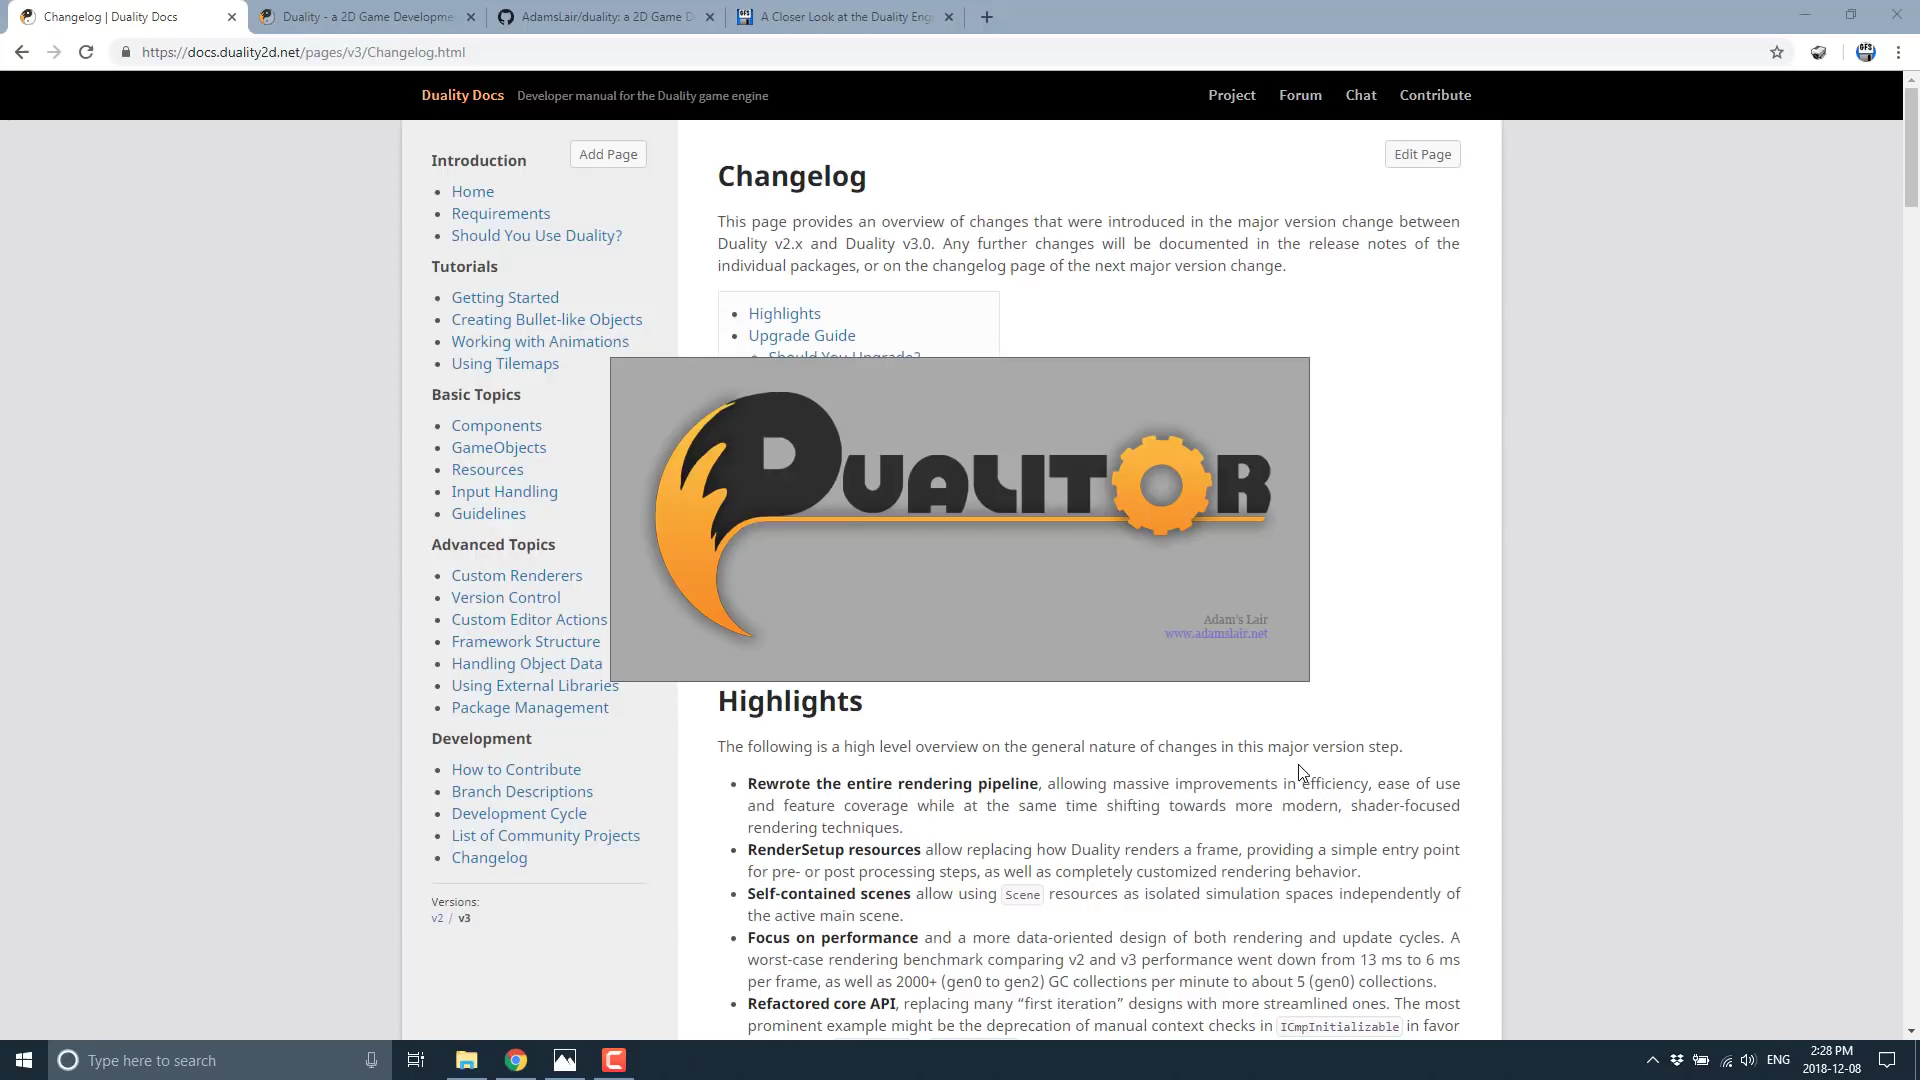 Changelog | Duality Docs
Duality - a 2D Game Developme
AdamsLair/duality: a 2D Game D
A Closer Look at the Duality Eng
https://docs.duality2d.net/pages/v3/Changelog.html
Duality Docs
Developer manual for the Duality game engine
Project
Forum
Chat
Contribute
Introduction
Add Page
Home
Requirements
Should You Use Duality?
Tutorials
Getting Started
Creating Bullet-like Objects
Working with Animations
Using Tilemaps
Basic Topics
Components
GameObjects
Resources
Input Handling
Guidelines
Advanced Topics
Custom Renderers
Version Control
Custom Editor Actions
Framework Structure
Handling Object Data
Using External Libraries
Package Management
Development
How to Contribute
Branch Descriptions
Development Cycle
List of Community Projects
Changelog
Versions:
v2 / v3
Edit Page
Changelog
This page provides an overview of changes that were introduced in the major version change between
Duality v2.x and Duality v3.0. Any further changes will be documented in the release notes of the
individual packages, or on the changelog page of the next major version change.
Highlights
Upgrade Guide
Should You Upgrade?
DUALITOR
Adam's Lair
www.adamslair.net
Highlights
The following is a high level overview on the general nature of changes in this major version step.
Rewrote the entire rendering pipeline, allowing massive improvements in efficiency, ease of use
and feature coverage while at the same time shifting towards more modern, shader-focused
rendering techniques.
RenderSetup resources allow replacing how Duality renders a frame, providing a simple entry point
for pre- or post processing steps, as well as completely customized rendering behavior.
Self-contained scenes allow using Scene resources as isolated simulation spaces independently of
the active main scene.
Focus on performance and a more data-oriented design of both rendering and update cycles. A
worst-case rendering benchmark comparing v2 and v3 performance went down from 13 ms to 6 ms
per frame, as well as 2000+ (gen0 to gen2) GC collections per minute to about 5 (gen0) collections.
Refactored core API, replacing many “first iteration” designs with more streamlined ones. The most
prominent example might be the deprecation of manual context checks in ICmpInitializable in favor
Type here to search
ENG
2:28 PM
2018-12-08